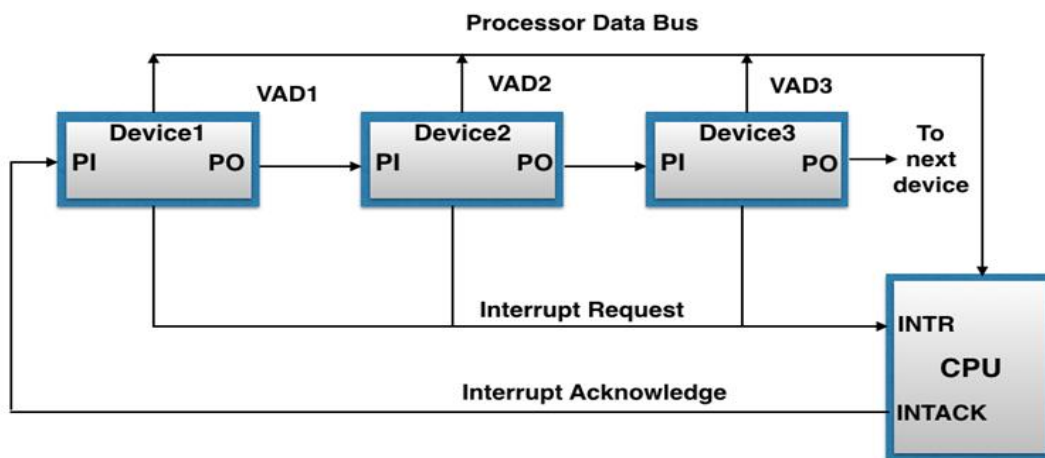 Processor Data Bus
VAD1
VAD2
VAD3
Device1
PI
PO
Device2
PI
PO
Device3
PI
PO
To
next
device
Interrupt Request
INTR
CPU
Interrupt Acknowledge
INTACK